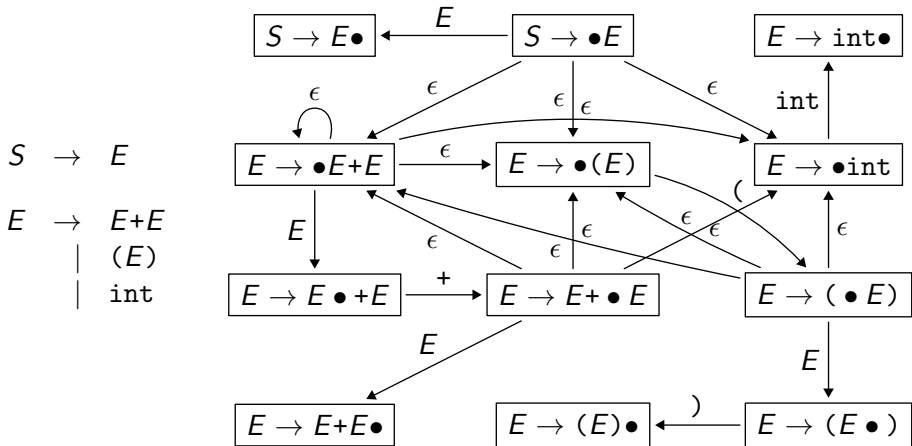 E
S → E●
S → ●E
E → int●
ϵ
ϵ
ϵ
ϵ
ϵ
int
S → E
E → ●E+E
ϵ
E → ●(E)
E → ●int
(
E → E+E
E
ϵ
ϵ
ϵ
ϵ
ϵ
| (E)
| int
E → E ● +E
+
E → E+ ● E
E → ( ● E)
E
E
E → E+E●
E → (E)●
)
E → (E ● )